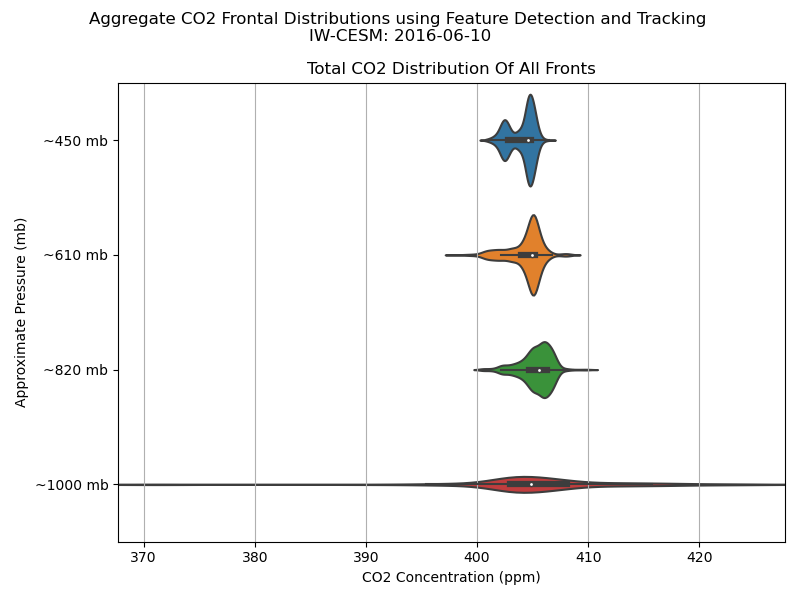 Aggregate CO2 Frontal Distributions using Feature Detection and Tracking
IW-CESM: 2016-06-10
Total CO2 Distribution Of All Fronts
Approximate Pressure (mb)
~450 mb
~610 mb
~820 mb
~1000 mb
370 380 390 400 410 420
CO2 Concentration (ppm)